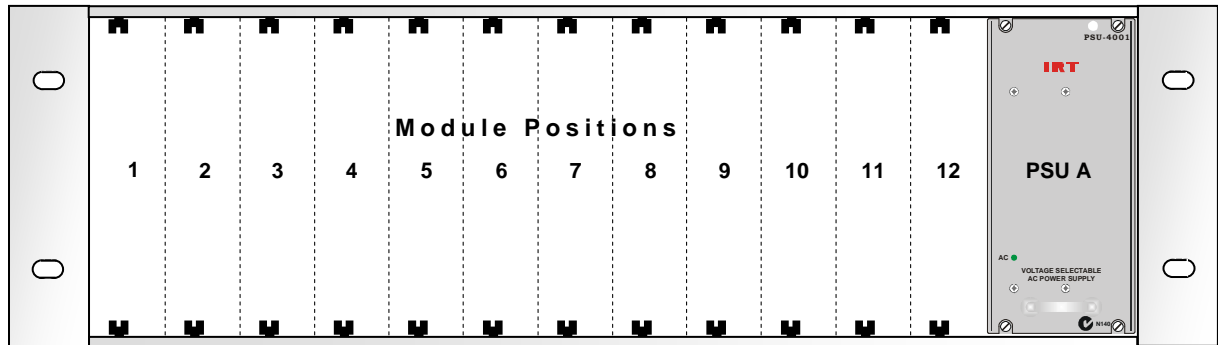 PSU-4001
IRT
Module Positions
1 2 3 4 5 6 7 8 9 10 11 12 PSU A
AC
VOLTAGE SELECTABLE
AC POWER SUPPLY
N140